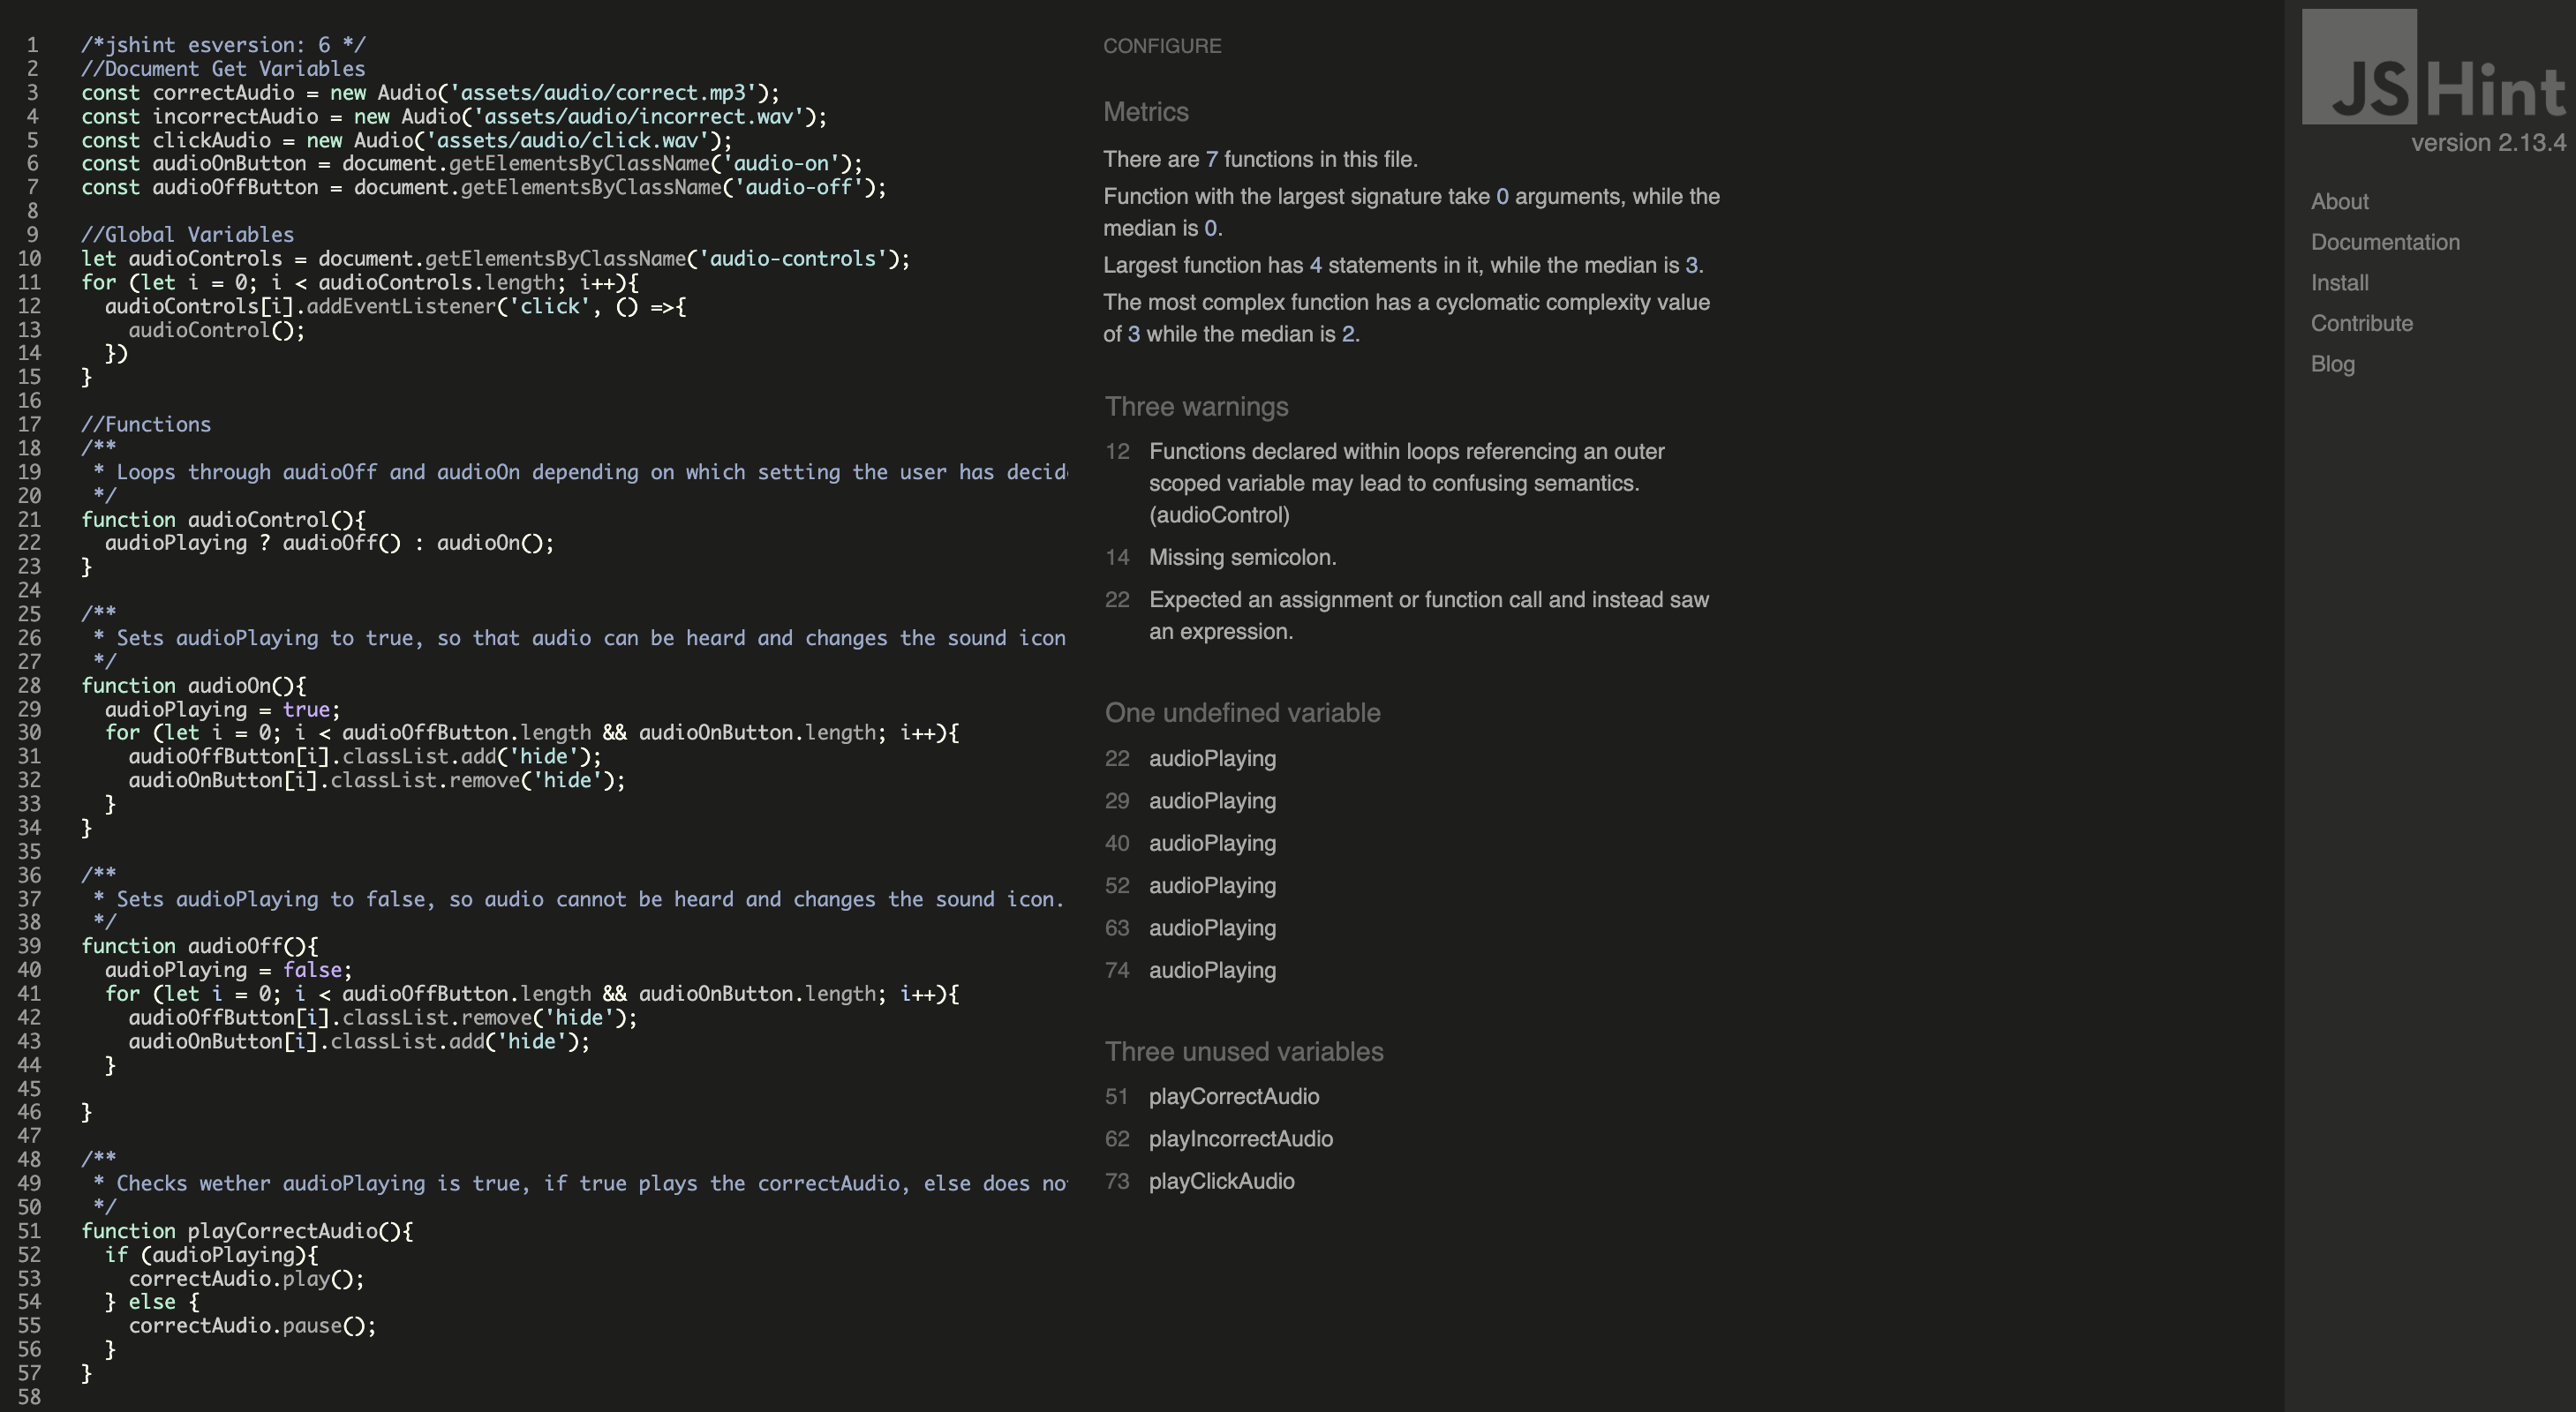 1 /*jshint esversion: 6 */
2 //Document Get Variables
3 const correctAudio = new Audio('assets/audio/correct.mp3');
4 const incorrectAudio = new Audio('assets/audio/incorrect.wav');
5 const clickAudio = new Audio('assets/audio/click.wav');
6 const audioOnButton = document.getElementsByClassName('audio-on');
7 const audioOffButton = document.getElementsByClassName('audio-off');
8
9 //Global Variables
10 let audioControls = document.getElementsByClassName('audio-controls');
11 for (let i = 0; i < audioControls.length; i++){
12   audioControls[i].addEventListener('click', () =>{
13     audioControl();
14   })
15 }
16
17 //Functions
18 /**
19  * Loops through audioOff and audioOn depending on which setting the user has decid
20  */
21 function audioControl(){
22   audioPlaying ? audioOff() : audioOn();
23 }
24
25 /**
26  * Sets audioPlaying to true, so that audio can be heard and changes the sound icon
27  */
28 function audioOn(){
29   audioPlaying = true;
30   for (let i = 0; i < audioOffButton.length && audioOnButton.length; i++){
31     audioOffButton[i].classList.add('hide');
32     audioOnButton[i].classList.remove('hide');
33   }
34 }
35
36 /**
37  * Sets audioPlaying to false, so audio cannot be heard and changes the sound icon.
38  */
39 function audioOff(){
40   audioPlaying = false;
41   for (let i = 0; i < audioOffButton.length && audioOnButton.length; i++){
42     audioOffButton[i].classList.remove('hide');
43     audioOnButton[i].classList.add('hide');
44   }
45
46 }
47
48 /**
49  * Checks wether audioPlaying is true, if true plays the correctAudio, else does no
50  */
51 function playCorrectAudio(){
52   if (audioPlaying){
53     correctAudio.play();
54   } else {
55     correctAudio.pause();
56   }
57 }
58
CONFIGURE
Metrics
There are 7 functions in this file.
Function with the largest signature take 0 arguments, while the
median is 0.
Largest function has 4 statements in it, while the median is 3.
The most complex function has a cyclomatic complexity value
of 3 while the median is 2.
Three warnings
12 Functions declared within loops referencing an outer
scoped variable may lead to confusing semantics.
(audioControl)
14 Missing semicolon.
22 Expected an assignment or function call and instead saw
an expression.
One undefined variable
22 audioPlaying
29 audioPlaying
40 audioPlaying
52 audioPlaying
63 audioPlaying
74 audioPlaying
Three unused variables
51 playCorrectAudio
62 playIncorrectAudio
73 playClickAudio
JSHint
version 2.13.4
About
Documentation
Install
Contribute
Blog